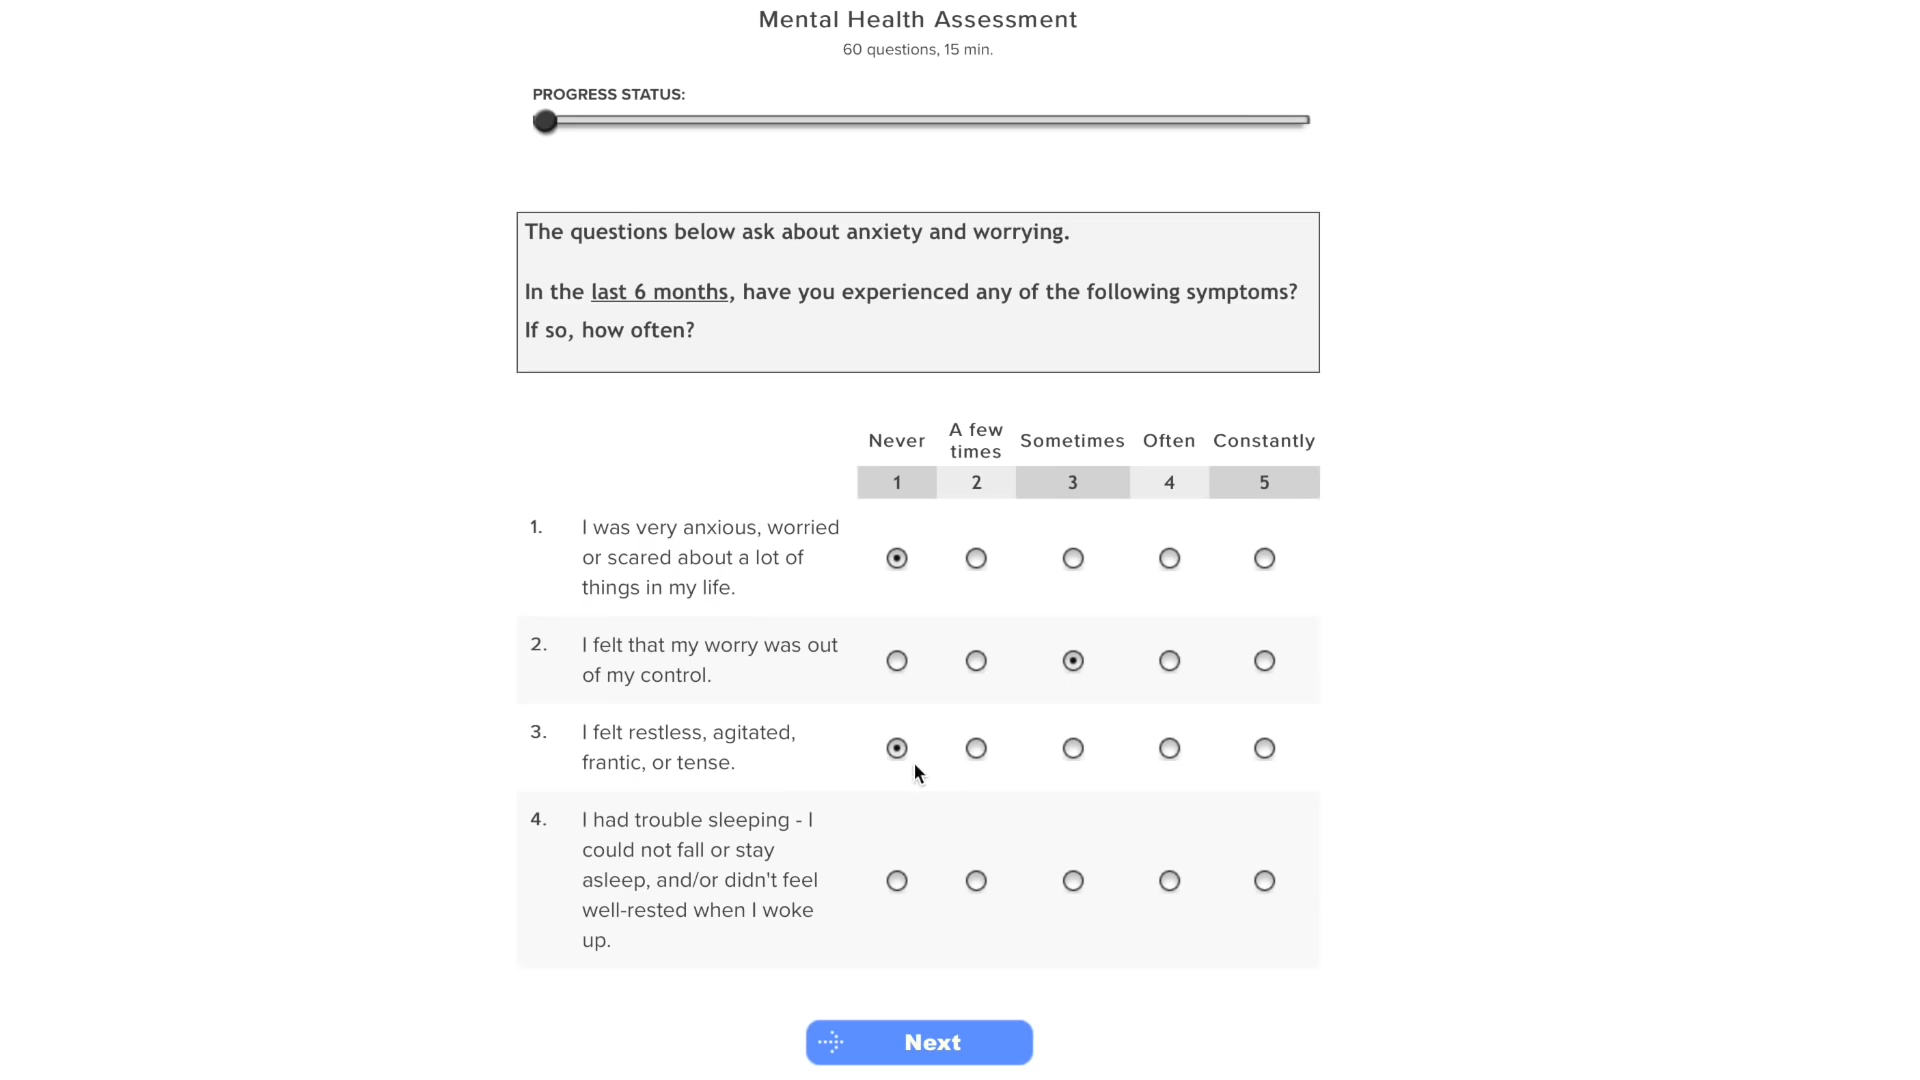 Mental Health Assessment
60 questions, 15 min.
PROGRESS STATUS:
The questions below ask about anxiety and worrying.
In the last 6 months, have you experienced any of the following symptoms?
If so, how often?
Never A few times Sometimes Often Constantly
1 2 3 4 5
1. I was very anxious, worried
or scared about a lot of
things in my life.
2. I felt that my worry was out
of my control.
3. I felt restless, agitated,
frantic, or tense.
4. I had trouble sleeping - I
could not fall or stay
asleep, and/or didn't feel
well-rested when I woke
up.
Next